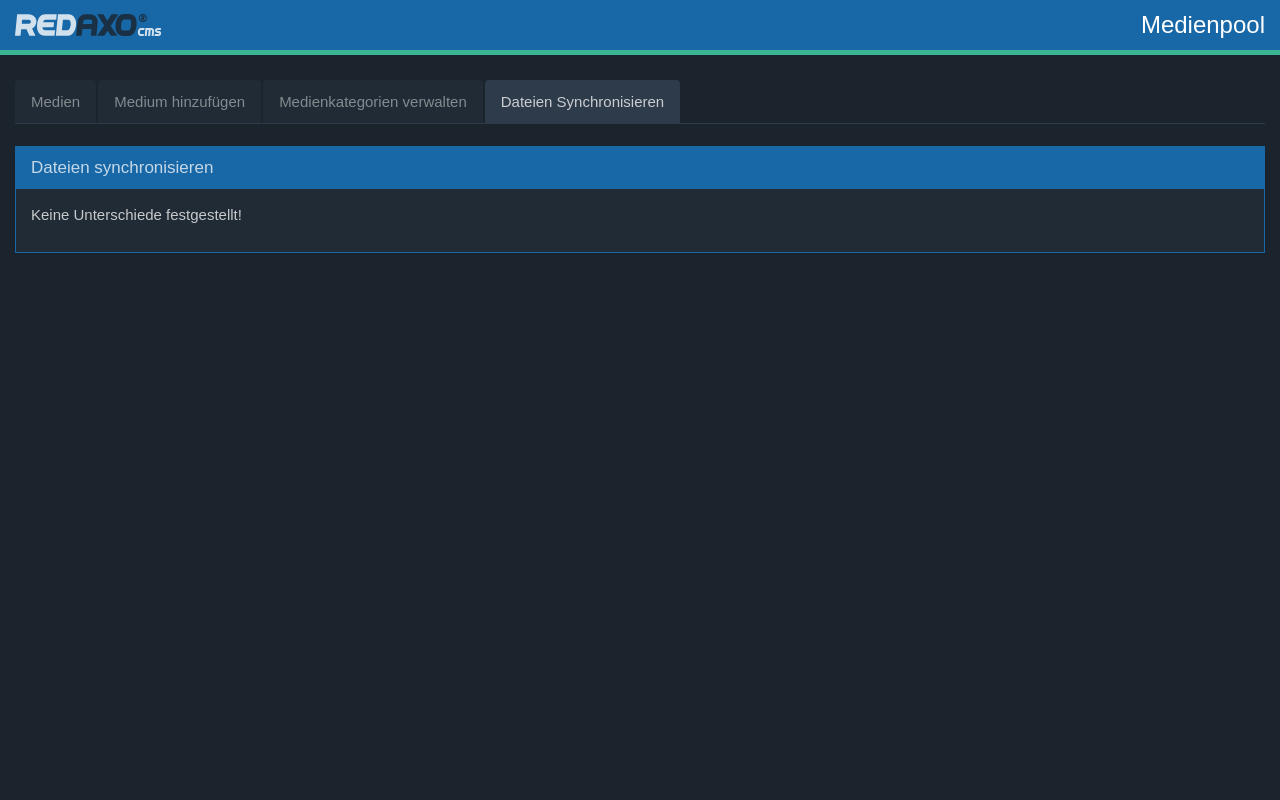 REDAXO® cms
Medienpool
Medien
Medium hinzufügen
Medienkategorien verwalten
Dateien Synchronisieren
Dateien synchronisieren
Keine Unterschiede festgestellt!